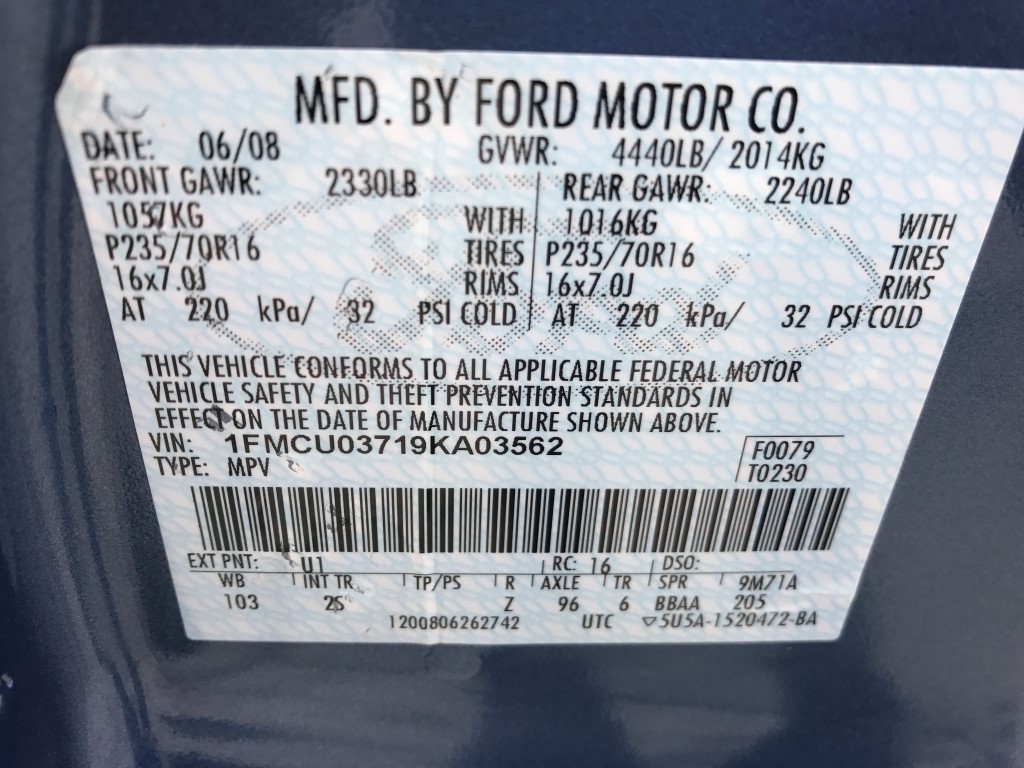 MFD. BY FORD MOTOR CO.
DATE: 06/08 GVWR: 4440LB/ 2014KG
FRONT GAWR: 2330LB REAR GAWR: 2240LB
1057KG WITH 1016KG WITH
P235/70R16 TIRES P235/70R16 TIRES
16x7.0J RIMS 16x7.0J RIMS
AT 220 kPa/ 32 PSI COLD AT 220 kPa/ 32 PSI COLD
THIS VEHICLE CONFORMS TO ALL APPLICABLE FEDERAL MOTOR
VEHICLE SAFETY AND THEFT PREVENTION STANDARDS IN
EFFECT ON THE DATE OF MANUFACTURE SHOWN ABOVE.
VIN: 1FMCU03719KA03562 F0079
TYPE: MPV T0230
EXT PNT: U1 RC: 16 DSO:
WB INT TR TP/PS R AXLE TR SPR 9M71A
103 2S Z 96 6 BBAA 205
1200806262742 UTC ▽5U5A-1520472-BA